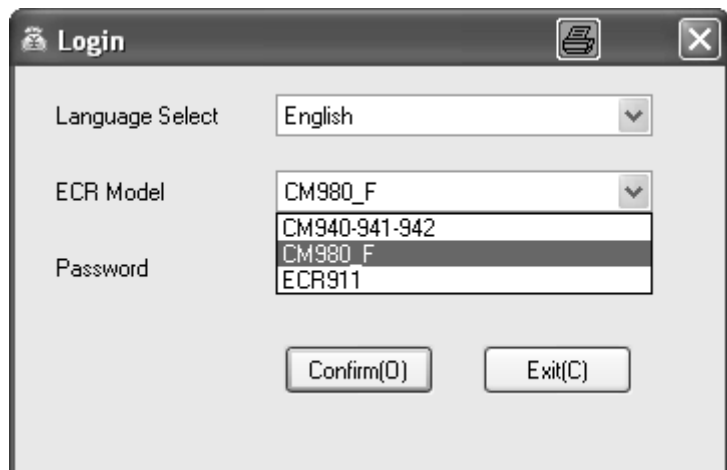 Login
Language Select English
ECR Model CM980_F
CM940-941-942
CM980_F
Password
ECR911
Confirm(O) Exit(C)